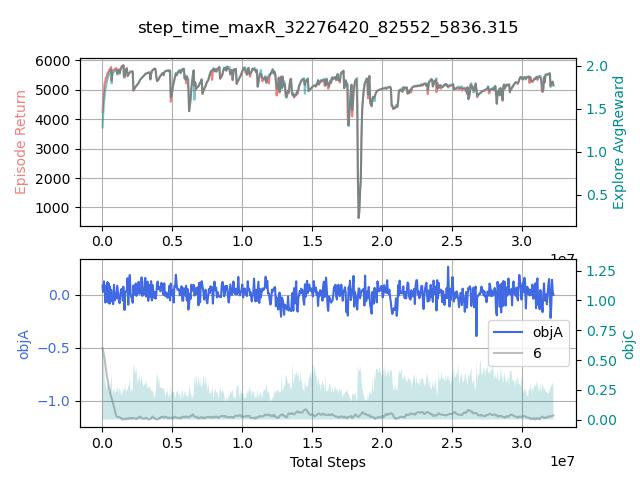 step_time_maxR_32276420_82552_5836.315
6000
5000
4000
3000
2000
1000
Episode Return
2.0
1.5
1.0
0.5
Explore AvgReward
0.0 0.5 1.0 1.5 2.0 2.5 3.0
1e7
0.0
−0.5
−1.0
objA
1.25
1.00
0.75
0.50
0.25
0.00
objC
objA
6
0.0 0.5 1.0 1.5 2.0 2.5 3.0
Total Steps
1e7